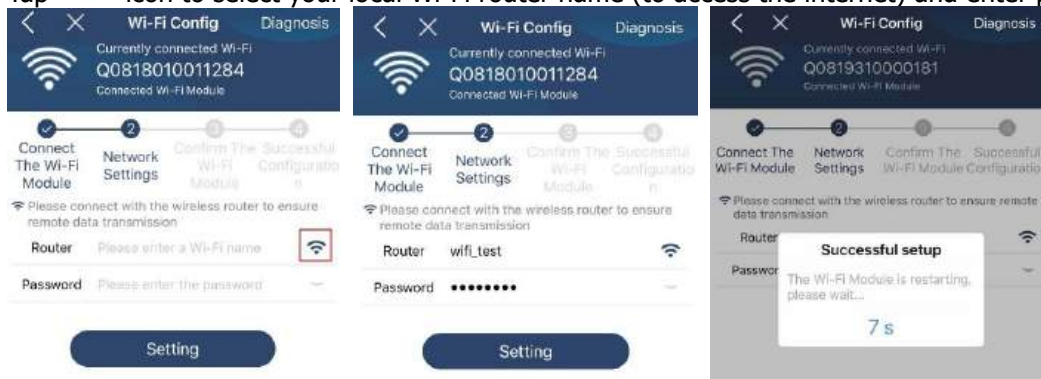 icon to select your local Wi-Fi router name (to access the internet) and enter
Wi-Fi Config Diagnosis
Currently connected Wi-Fi
Q0818010011284
Connected Wi-Fi Module
2
Connect The Wi-Fi Module
Network Settings
Confirm The Wi-Fi Module
Successful Configuratio n
Please connect with the wireless router to ensure
remote data transmission
Router Please enter a Wi-Fi name
Password Please enter the password
Setting
Wi-Fi Config Diagnosis
Currently connected Wi-Fi
Q0818010011284
Connected Wi-Fi Module
2
Connect The Wi-Fi Module
Network Settings
Confirm The Wi-Fi Module
Successful Configuratio n
Please connect with the wireless router to ensure
remote data transmission
Router wifi_test
Password ••••••••
Setting
Wi-Fi Config Diagnosis
Currently connected Wi-Fi
Q0819310000181
Connected Wi-Fi Module
2
Connect The Wi-Fi Module
Network Settings
Confirm The Wi-Fi Module
Successful Configuratio
Please connect with the wireless router to ensure remote
data transmission
Router
Passwor
Successful setup
The Wi-Fi Module is restarting,
please wait...
7 s